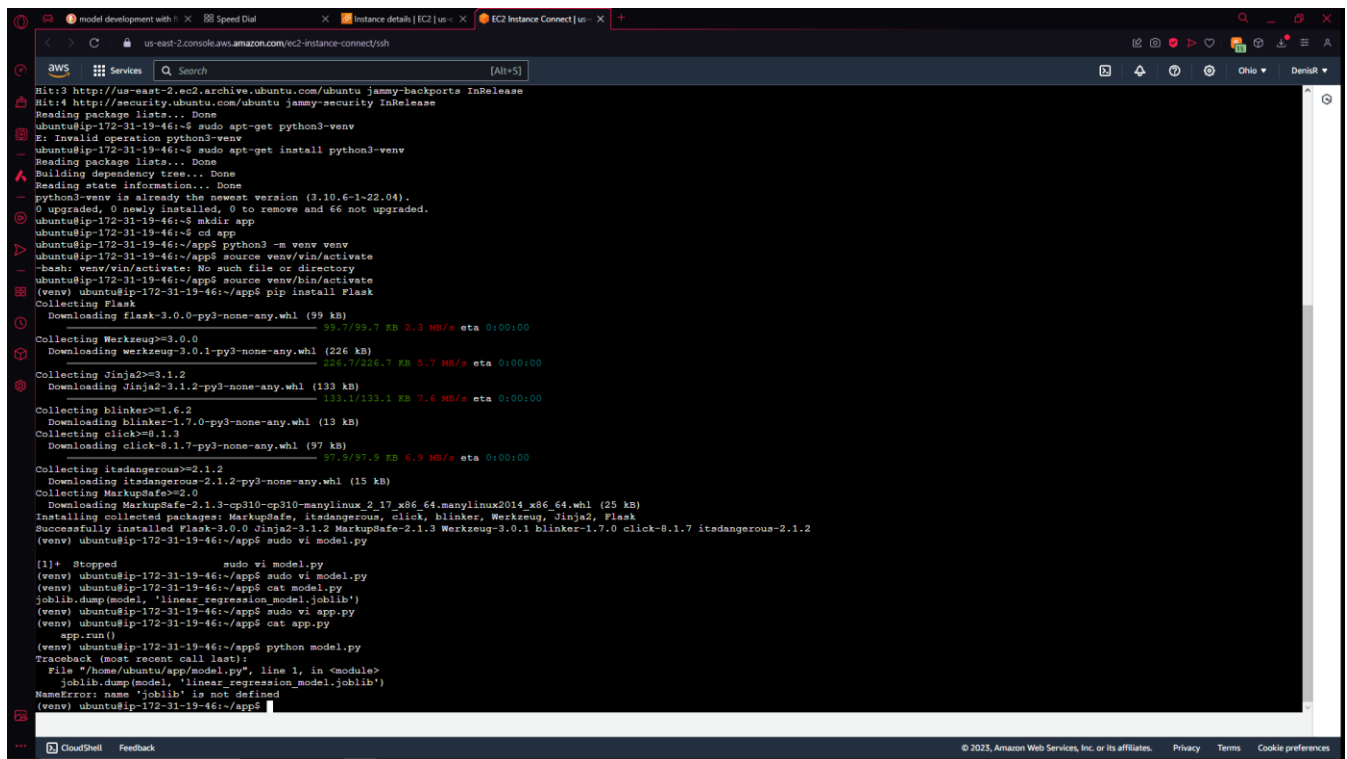 model development with fl
Speed Dial
Instance details | EC2 | us-e
EC2 Instance Connect | us-
us-east-2.console.aws.amazon.com/ec2-instance-connect/ssh
15
aws
Services
Search
[Alt+S]
Ohio
DenisR
Hit:3 http://us-east-2.ec2.archive.ubuntu.com/ubuntu jammy-backports InRelease
Hit:4 http://security.ubuntu.com/ubuntu jammy-security InRelease
Reading package lists... Done
ubuntu@ip-172-31-19-46:~$ sudo apt-get python3-venv
E: Invalid operation python3-venv
ubuntu@ip-172-31-19-46:~$ sudo apt-get install python3-venv
Reading package lists... Done
Building dependency tree... Done
Reading state information... Done
python3-venv is already the newest version (3.10.6-1~22.04).
0 upgraded, 0 newly installed, 0 to remove and 66 not upgraded.
ubuntu@ip-172-31-19-46:~$ mkdir app
ubuntu@ip-172-31-19-46:~$ cd app
ubuntu@ip-172-31-19-46:~/app$ python3 -m venv venv
ubuntu@ip-172-31-19-46:~/app$ source venv/vin/activate
-bash: venv/vin/activate: No such file or directory
ubuntu@ip-172-31-19-46:~/app$ source venv/bin/activate
(venv) ubuntu@ip-172-31-19-46:~/app$ pip install Flask
Collecting Flask
  Downloading flask-3.0.0-py3-none-any.whl (99 kB)
99.7/99.7 KB 2.3 MB/s eta 0:00:00
Collecting Werkzeug>=3.0.0
  Downloading werkzeug-3.0.1-py3-none-any.whl (226 kB)
226.7/226.7 KB 5.7 MB/s eta 0:00:00
Collecting Jinja2>=3.1.2
  Downloading Jinja2-3.1.2-py3-none-any.whl (133 kB)
133.1/133.1 KB 7.6 MB/s eta 0:00:00
Collecting blinker>=1.6.2
  Downloading blinker-1.7.0-py3-none-any.whl (13 kB)
Collecting click>=8.1.3
  Downloading click-8.1.7-py3-none-any.whl (97 kB)
97.9/97.9 KB 6.9 MB/s eta 0:00:00
Collecting itsdangerous>=2.1.2
  Downloading itsdangerous-2.1.2-py3-none-any.whl (15 kB)
Collecting MarkupSafe>=2.0
  Downloading MarkupSafe-2.1.3-cp310-cp310-manylinux_2_17_x86_64.manylinux2014_x86_64.whl (25 kB)
Installing collected packages: MarkupSafe, itsdangerous, click, blinker, Werkzeug, Jinja2, Flask
Successfully installed Flask-3.0.0 Jinja2-3.1.2 MarkupSafe-2.1.3 Werkzeug-3.0.1 blinker-1.7.0 click-8.1.7 itsdangerous-2.1.2
(venv) ubuntu@ip-172-31-19-46:~/app$ sudo vi model.py
[1]+  Stopped                 sudo vi model.py
(venv) ubuntu@ip-172-31-19-46:~/app$ sudo vi model.py
(venv) ubuntu@ip-172-31-19-46:~/app$ cat model.py
joblib.dump(model, 'linear_regression_model.joblib')
(venv) ubuntu@ip-172-31-19-46:~/app$ sudo vi app.py
(venv) ubuntu@ip-172-31-19-46:~/app$ cat app.py
    app.run()
(venv) ubuntu@ip-172-31-19-46:~/app$ python model.py
Traceback (most recent call last):
  File "/home/ubuntu/app/model.py", line 1, in <module>
    joblib.dump(model, 'linear_regression_model.joblib')
NameError: name 'joblib' is not defined
(venv) ubuntu@ip-172-31-19-46:~/app$
CloudShell Feedback © 2023, Amazon Web Services, Inc. or its affiliates. Privacy Terms Cookie preferences